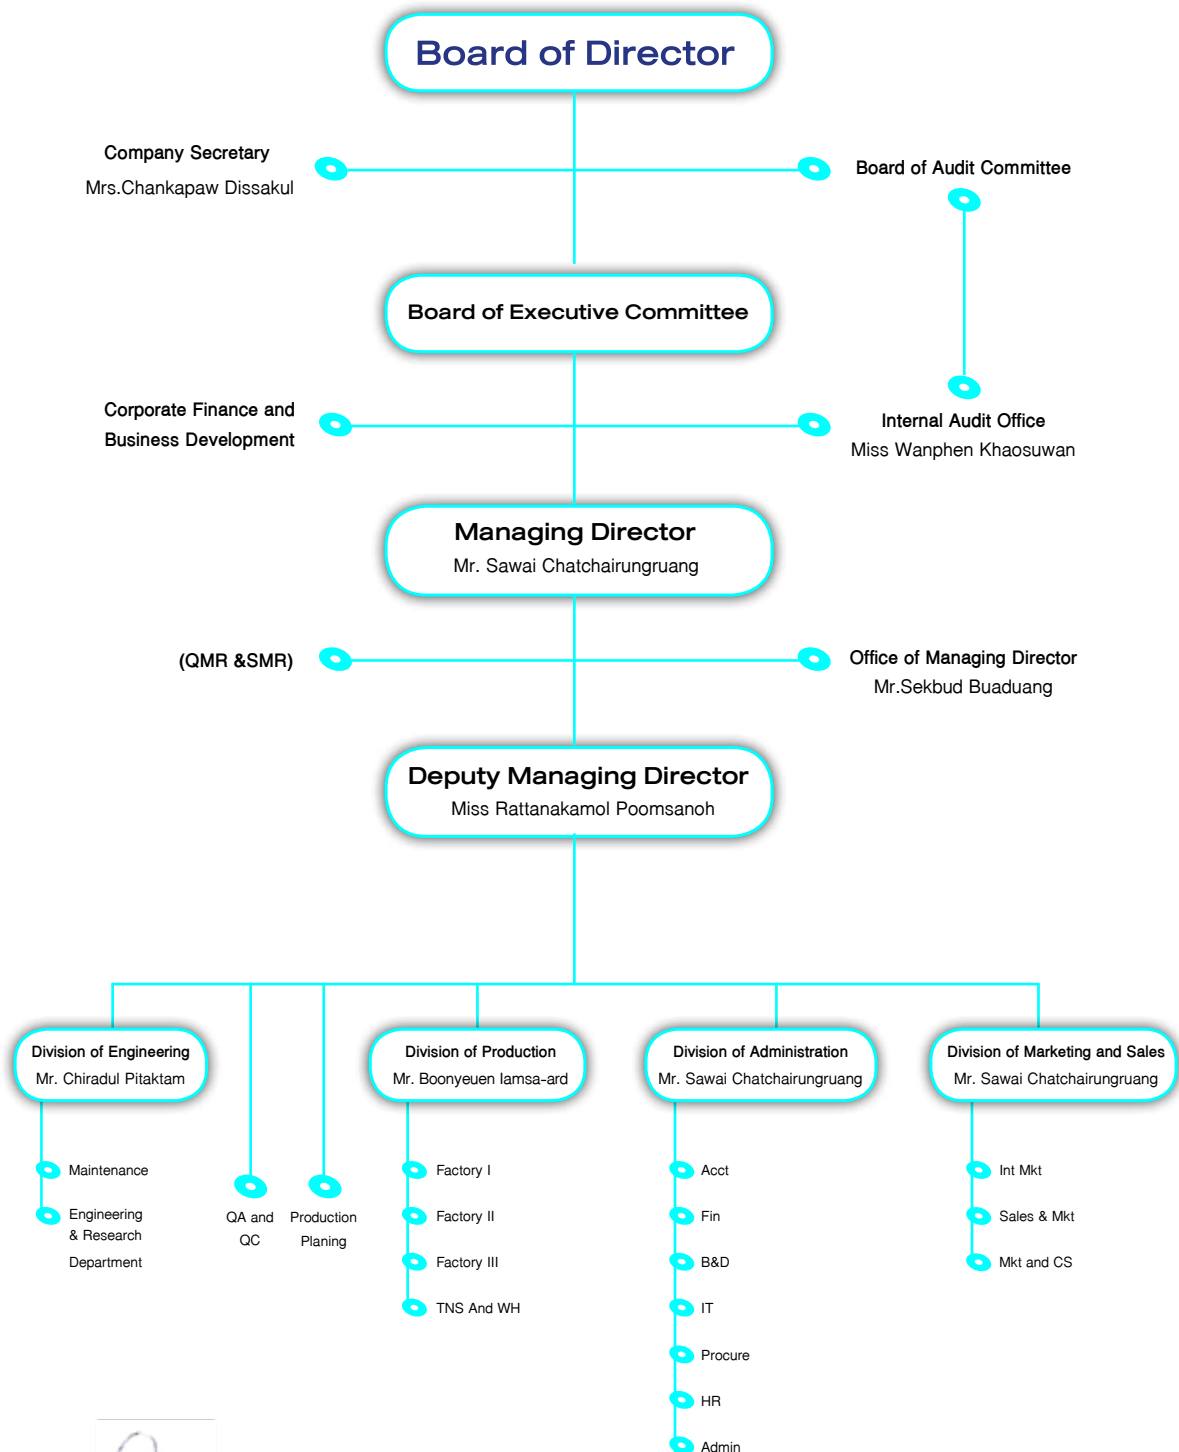 Board of Director
Company Secretary
Mrs.Chankapaw Dissakul
Board of Audit Committee
Board of Executive Committee
Corporate Finance and
Business Development
Internal Audit Office
Miss Wanphen Khaosuwan
Managing Director
Mr. Sawai Chatchairungruang
(QMR &SMR)
Office of Managing Director
Mr.Sekbud Buaduang
Deputy Managing Director
Miss Rattanakamol Poomsanoh
Division of Engineering
Mr. Chiradul Pitaktam
Maintenance
Engineering
& Research
Department
QA and
QC
Production
Planing
Division of Production
Mr. Boonyeuen Iamsa-ard
Factory I
Factory II
Factory III
TNS And WH
Division of Administration
Mr. Sawai Chatchairungruang
Acct
Fin
B&D
IT
Procure
HR
Admin
Division of Marketing and Sales
Mr. Sawai Chatchairungruang
Int Mkt
Sales & Mkt
Mkt and CS